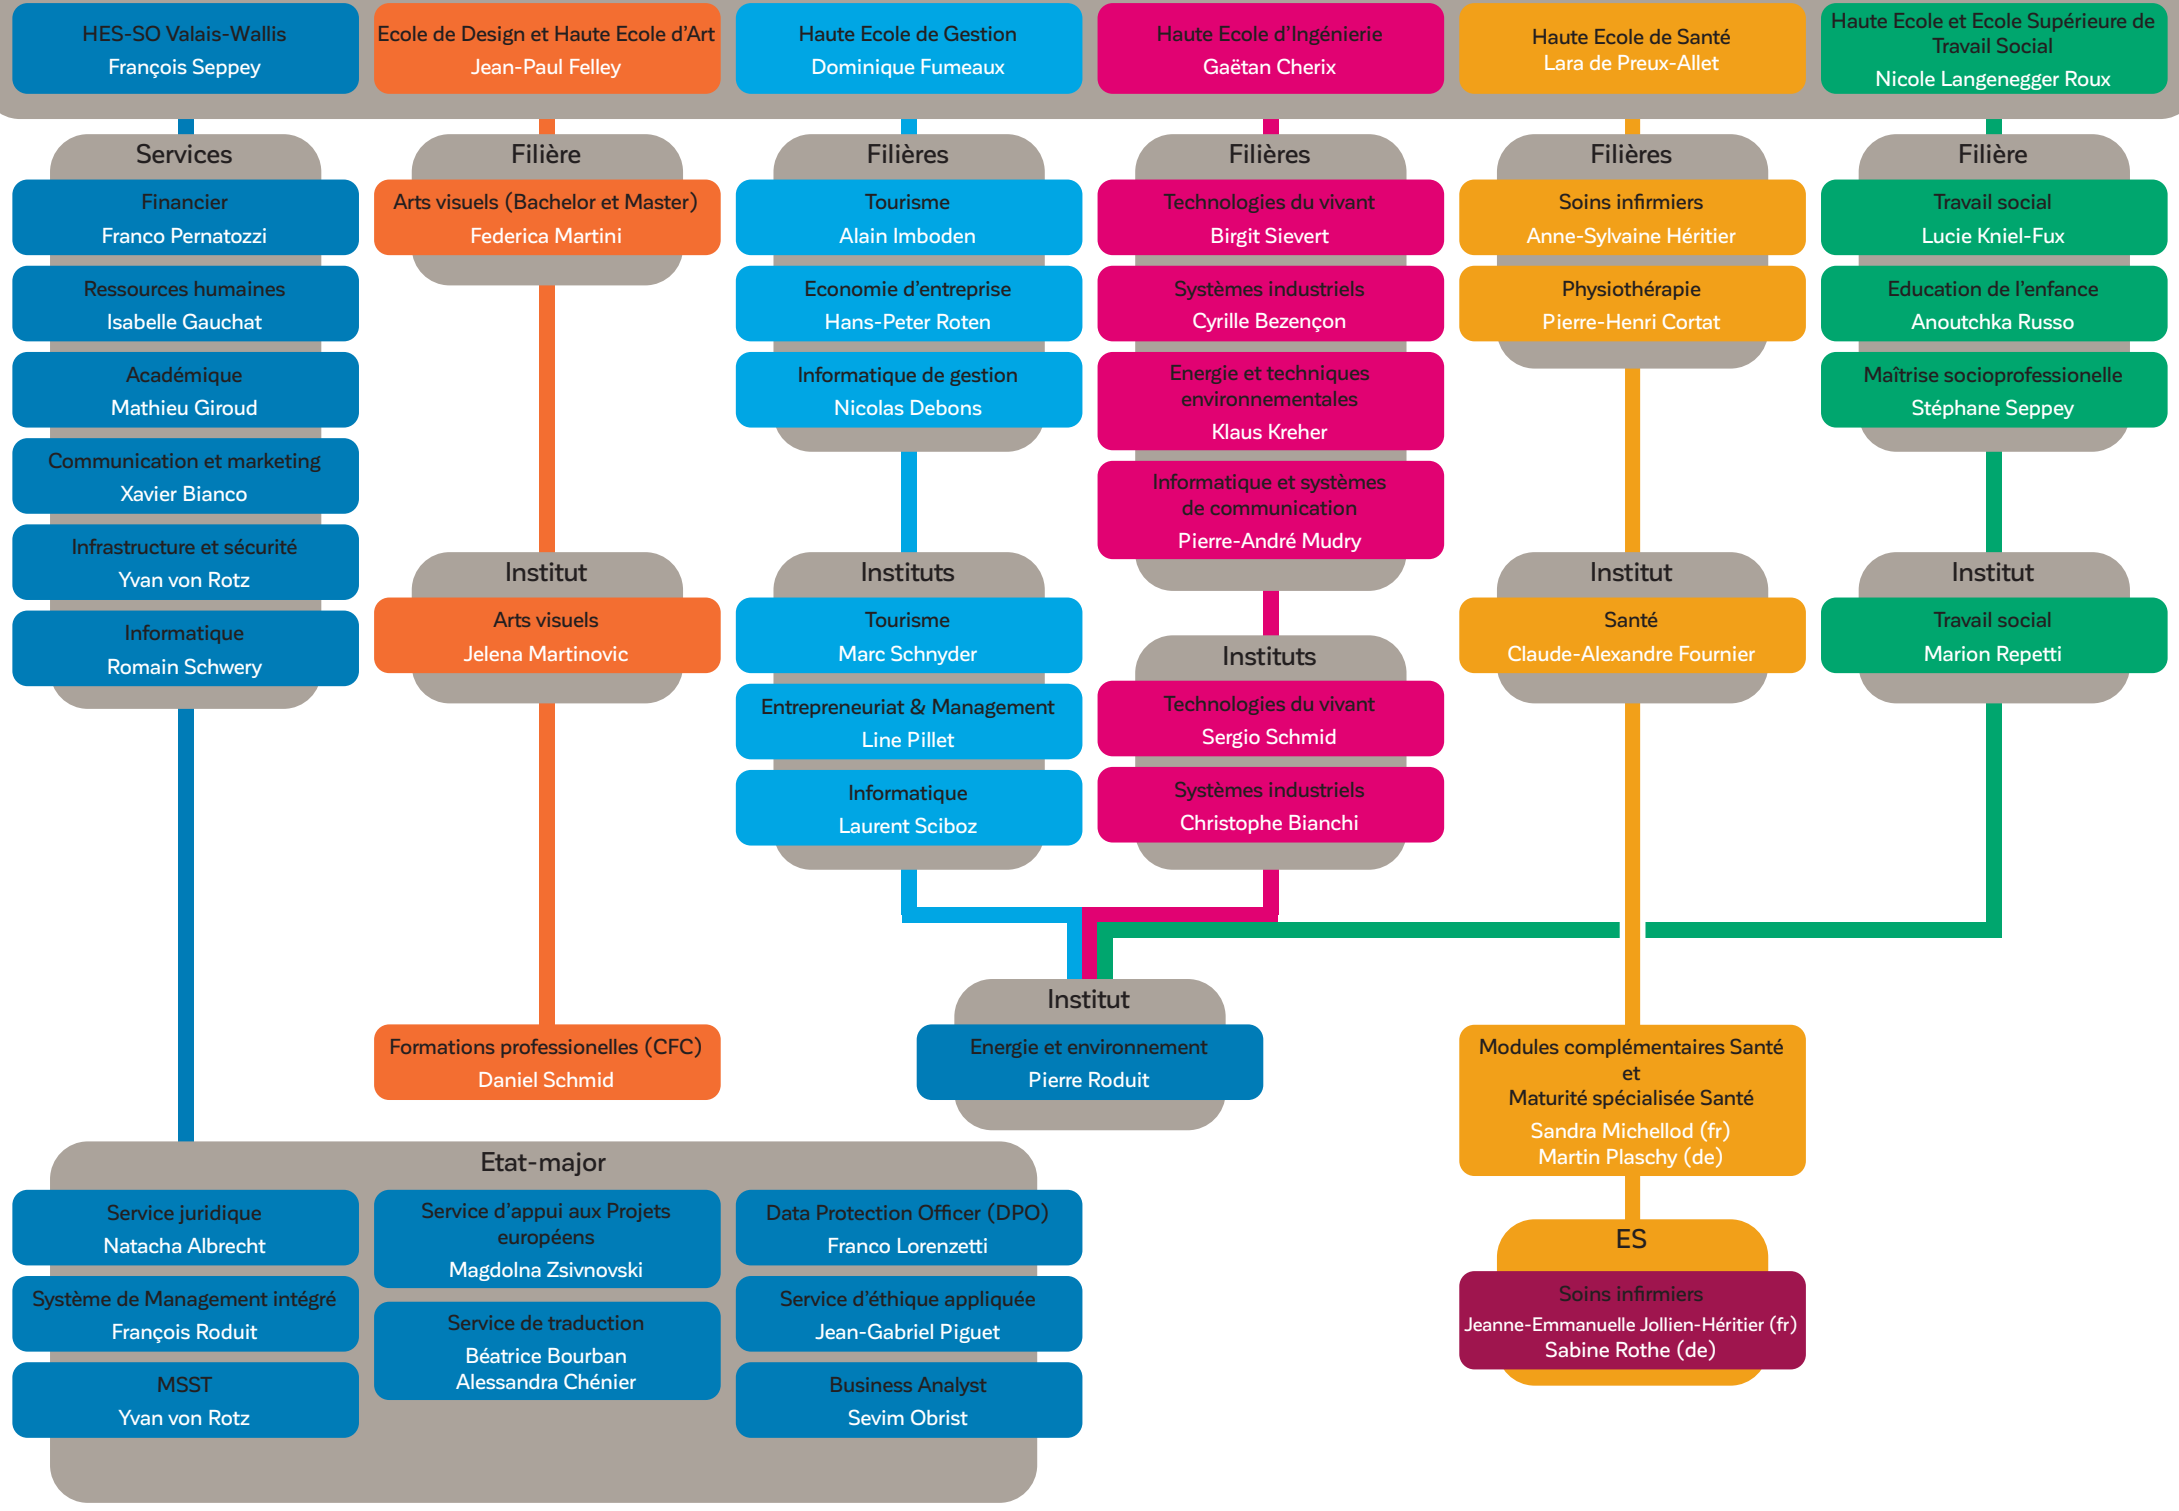 HES-SO Valais-Wallis
François Seppey
Ecole de Design et Haute Ecole d'Art
Jean-Paul Felley
Haute Ecole de Gestion
Dominique Fumeaux
Haute Ecole d'Ingénierie
Gaëtan Cherix
Haute Ecole de Santé
Lara de Preux-Allet
Haute Ecole et Ecole Supérieure de
Travail Social
Nicole Langenegger Roux
Services
Financier
Franco Pernatozzi
Ressources humaines
Isabelle Gauchat
Académique
Mathieu Giroud
Communication et marketing
Xavier Bianco
Infrastructure et sécurité
Yvan von Rotz
Informatique
Romain Schwery
Filière
Arts visuels (Bachelor et Master)
Federica Martini
Institut
Arts visuels
Jelena Martinovic
Formations professionelles (CFC)
Daniel Schmid
Filières
Tourisme
Alain Imboden
Economie d'entreprise
Hans-Peter Roten
Informatique de gestion
Nicolas Debons
Instituts
Tourisme
Marc Schnyder
Entrepreneuriat & Management
Line Pillet
Informatique
Laurent Sciboz
Filières
Technologies du vivant
Birgit Sievert
Systèmes industriels
Cyrille Bezençon
Energie et techniques
environnementales
Klaus Kreher
Informatique et systèmes
de communication
Pierre-André Mudry
Instituts
Technologies du vivant
Sergio Schmid
Systèmes industriels
Christophe Bianchi
Institut
Energie et environnement
Pierre Roduit
Filières
Soins infirmiers
Anne-Sylvaine Héritier
Physiothérapie
Pierre-Henri Cortat
Institut
Santé
Claude-Alexandre Fournier
Modules complémentaires Santé
et
Maturité spécialisée Santé
Sandra Michellod (fr)
Martin Plaschy (de)
ES
Soins infirmiers
Jeanne-Emmanuelle Jollien-Héritier (fr)
Sabine Rothe (de)
Filière
Travail social
Lucie Kniel-Fux
Education de l'enfance
Anoutchka Russo
Maîtrise socioprofessionelle
Stéphane Seppey
Institut
Travail social
Marion Repetti
Etat-major
Service juridique
Natacha Albrecht
Système de Management intégré
François Roduit
MSST
Yvan von Rotz
Service d'appui aux Projets
européens
Magdolna Zsivnovski
Service de traduction
Béatrice Bourban
Alessandra Chénier
Data Protection Officer (DPO)
Franco Lorenzetti
Service d'éthique appliquée
Jean-Gabriel Piguet
Business Analyst
Sevim Obrist